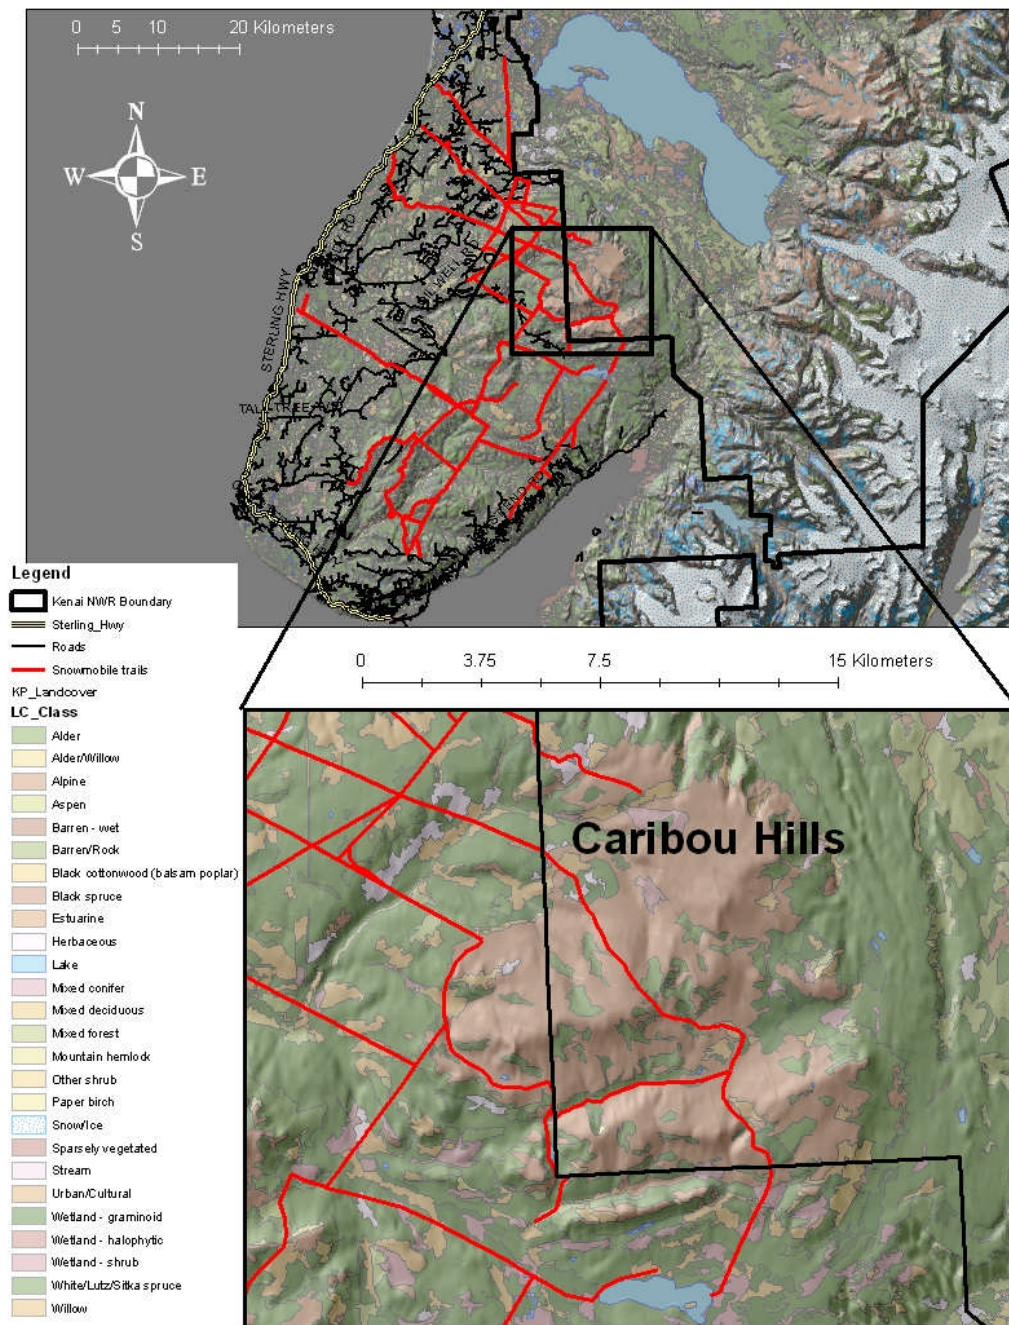 0 5 10 20 Kilometers
N
W E
S
STERLING HWY
Legend
Kenai NWR Boundary
Sterling_Hwy
Roads
Snowmobile trails
KP_Landcover
LC_Class
Alder
Alder/Willow
Alpine
Aspen
Barren - wet
Barren/Rock
Black cottonwood (balsam poplar)
Black spruce
Estuarine
Herbaceous
Lake
Mixed conifer
Mixed deciduous
Mixed forest
Mountain hemlock
Other shrub
Paper birch
Snow/Ice
Sparsely vegetated
Stream
Urban/Cultural
Wetland - graminoid
Wetland - halophytic
Wetland - shrub
White/Lutz/Sitka spruce
Willow
0 3.75 7.5 15 Kilometers
Caribou Hills